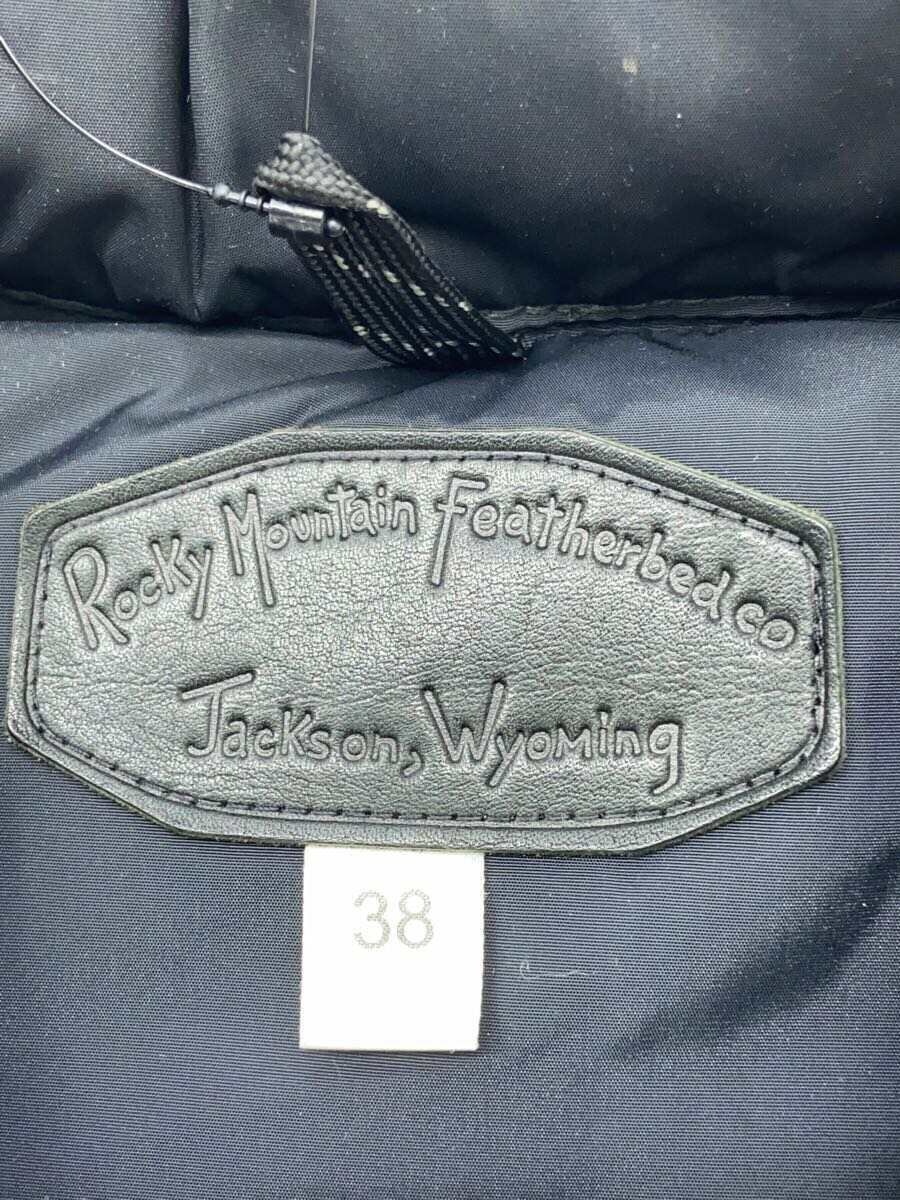 Rocky Mountain Featherbed co
Jackson, Wyoming
38